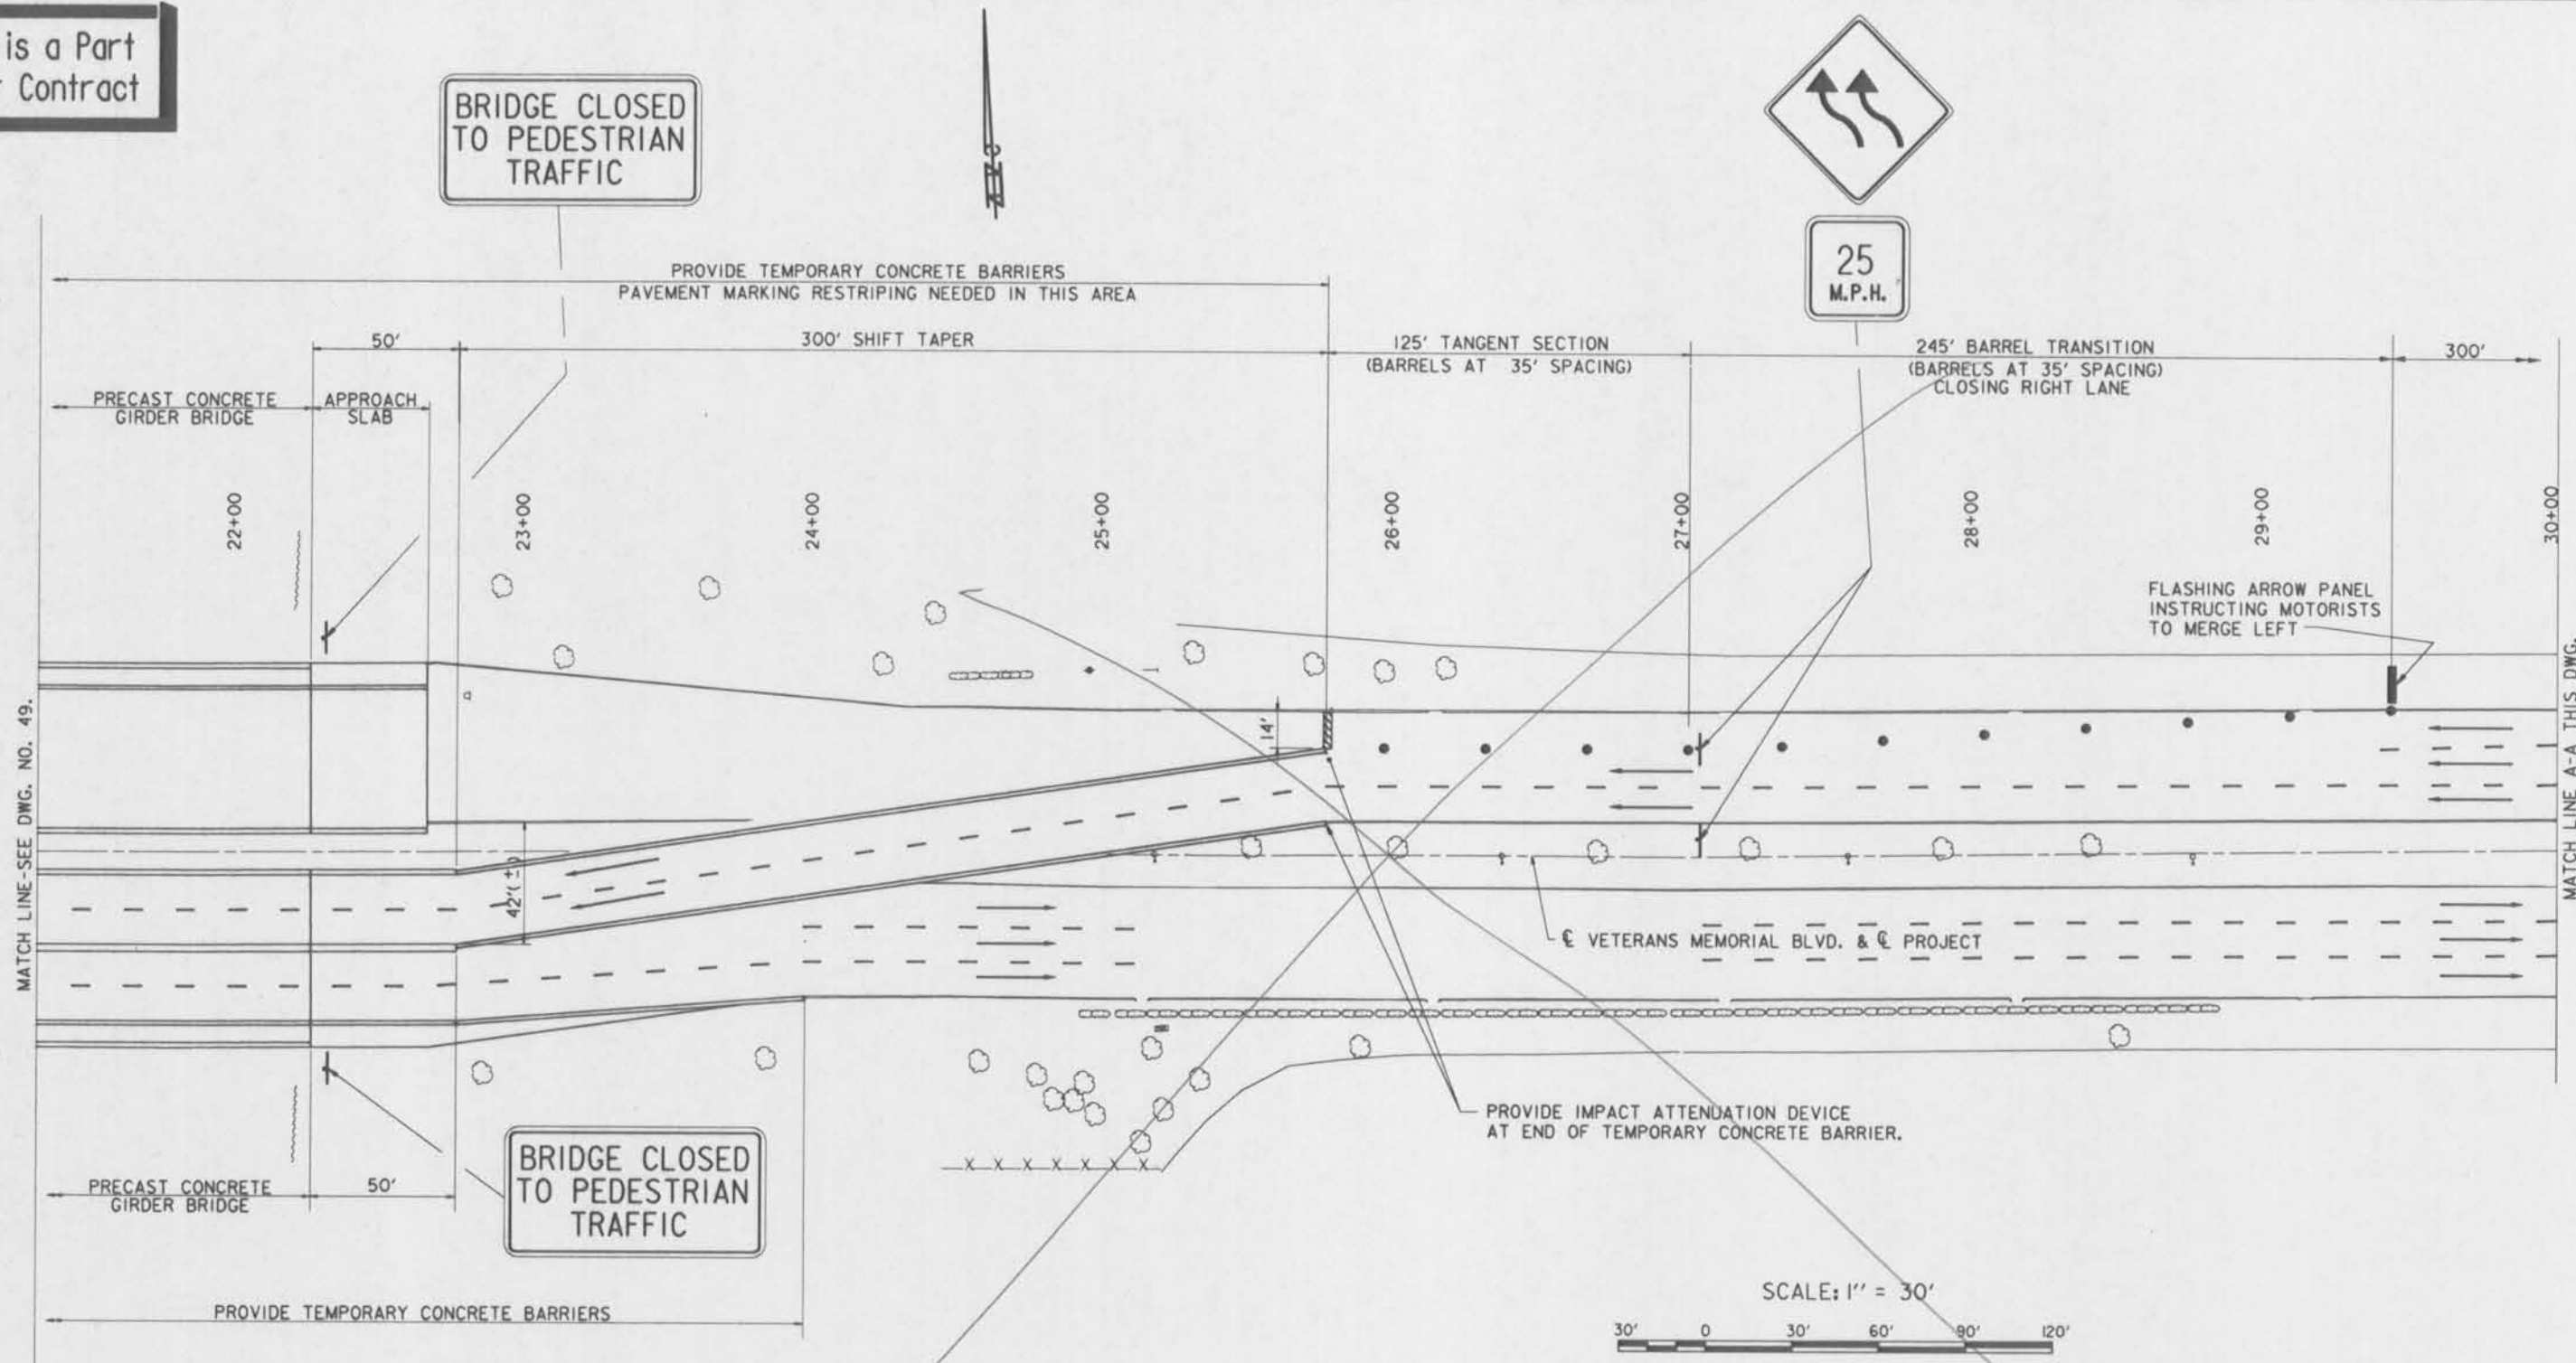 is a Part
Contract
BRIDGE CLOSED
TO PEDESTRIAN
TRAFFIC
25
M.P.H.
PROVIDE TEMPORARY CONCRETE BARRIERS
PAVEMENT MARKING RESTRIPING NEEDED IN THIS AREA
50'
300' SHIFT TAPER
125' TANGENT SECTION
(BARRELS AT 35' SPACING)
245' BARREL TRANSITION
(BARRELS AT 35' SPACING)
CLOSING RIGHT LANE
300'
PRECAST CONCRETE
GIRDER BRIDGE
APPROACH
SLAB
22+00
23+00
24+00
25+00
26+00
27+00
28+00
29+00
30+00
FLASHING ARROW PANEL
INSTRUCTING MOTORISTS
TO MERGE LEFT
MATCH LINE-SEE DWG. NO. 49.
MATCH LINE A-A THIS DWG.
14'
42'(±)
℄ VETERANS MEMORIAL BLVD. & ℄ PROJECT
PROVIDE IMPACT ATTENUATION DEVICE
AT END OF TEMPORARY CONCRETE BARRIER.
BRIDGE CLOSED
TO PEDESTRIAN
TRAFFIC
PRECAST CONCRETE
GIRDER BRIDGE
50'
PROVIDE TEMPORARY CONCRETE BARRIERS
SCALE: 1'' = 30'
30' 0 30' 60' 90' 120'